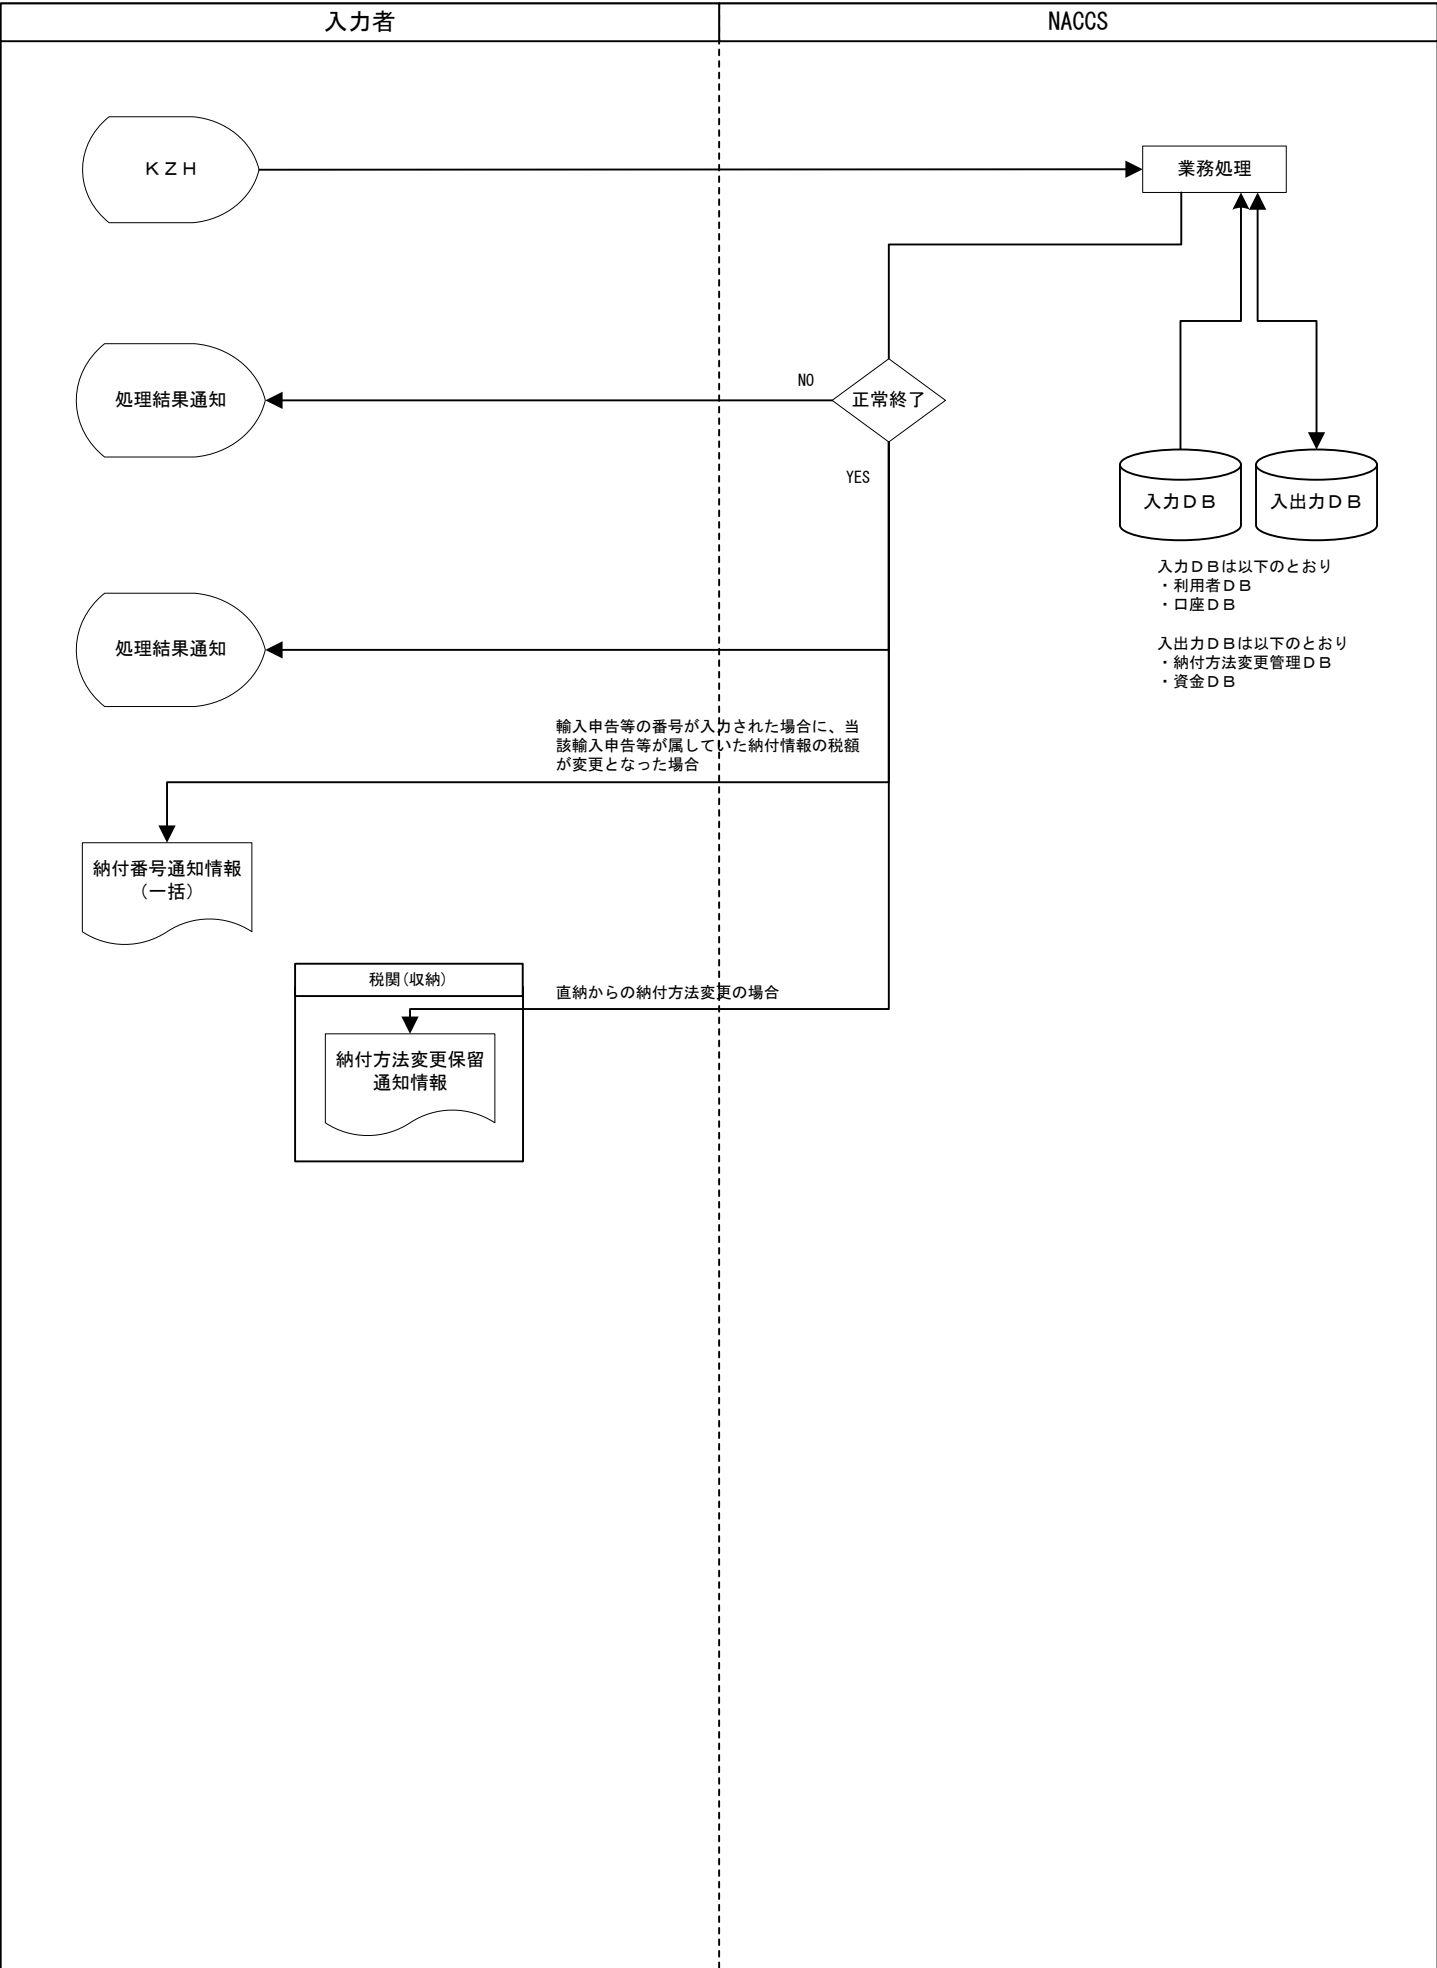 入力者
NACCS
ＫＺＨ
業務処理
処理結果通知
NO
正常終了
YES
入力ＤＢ
入出力ＤＢ
入力ＤＢは以下のとおり
・利用者ＤＢ
・口座ＤＢ
入出力ＤＢは以下のとおり
・納付方法変更管理ＤＢ
・資金ＤＢ
処理結果通知
輸入申告等の番号が入力された場合に、当
該輸入申告等が属していた納付情報の税額
が変更となった場合
納付番号通知情報
（一括）
税関(収納)
直納からの納付方法変更の場合
納付方法変更保留
通知情報